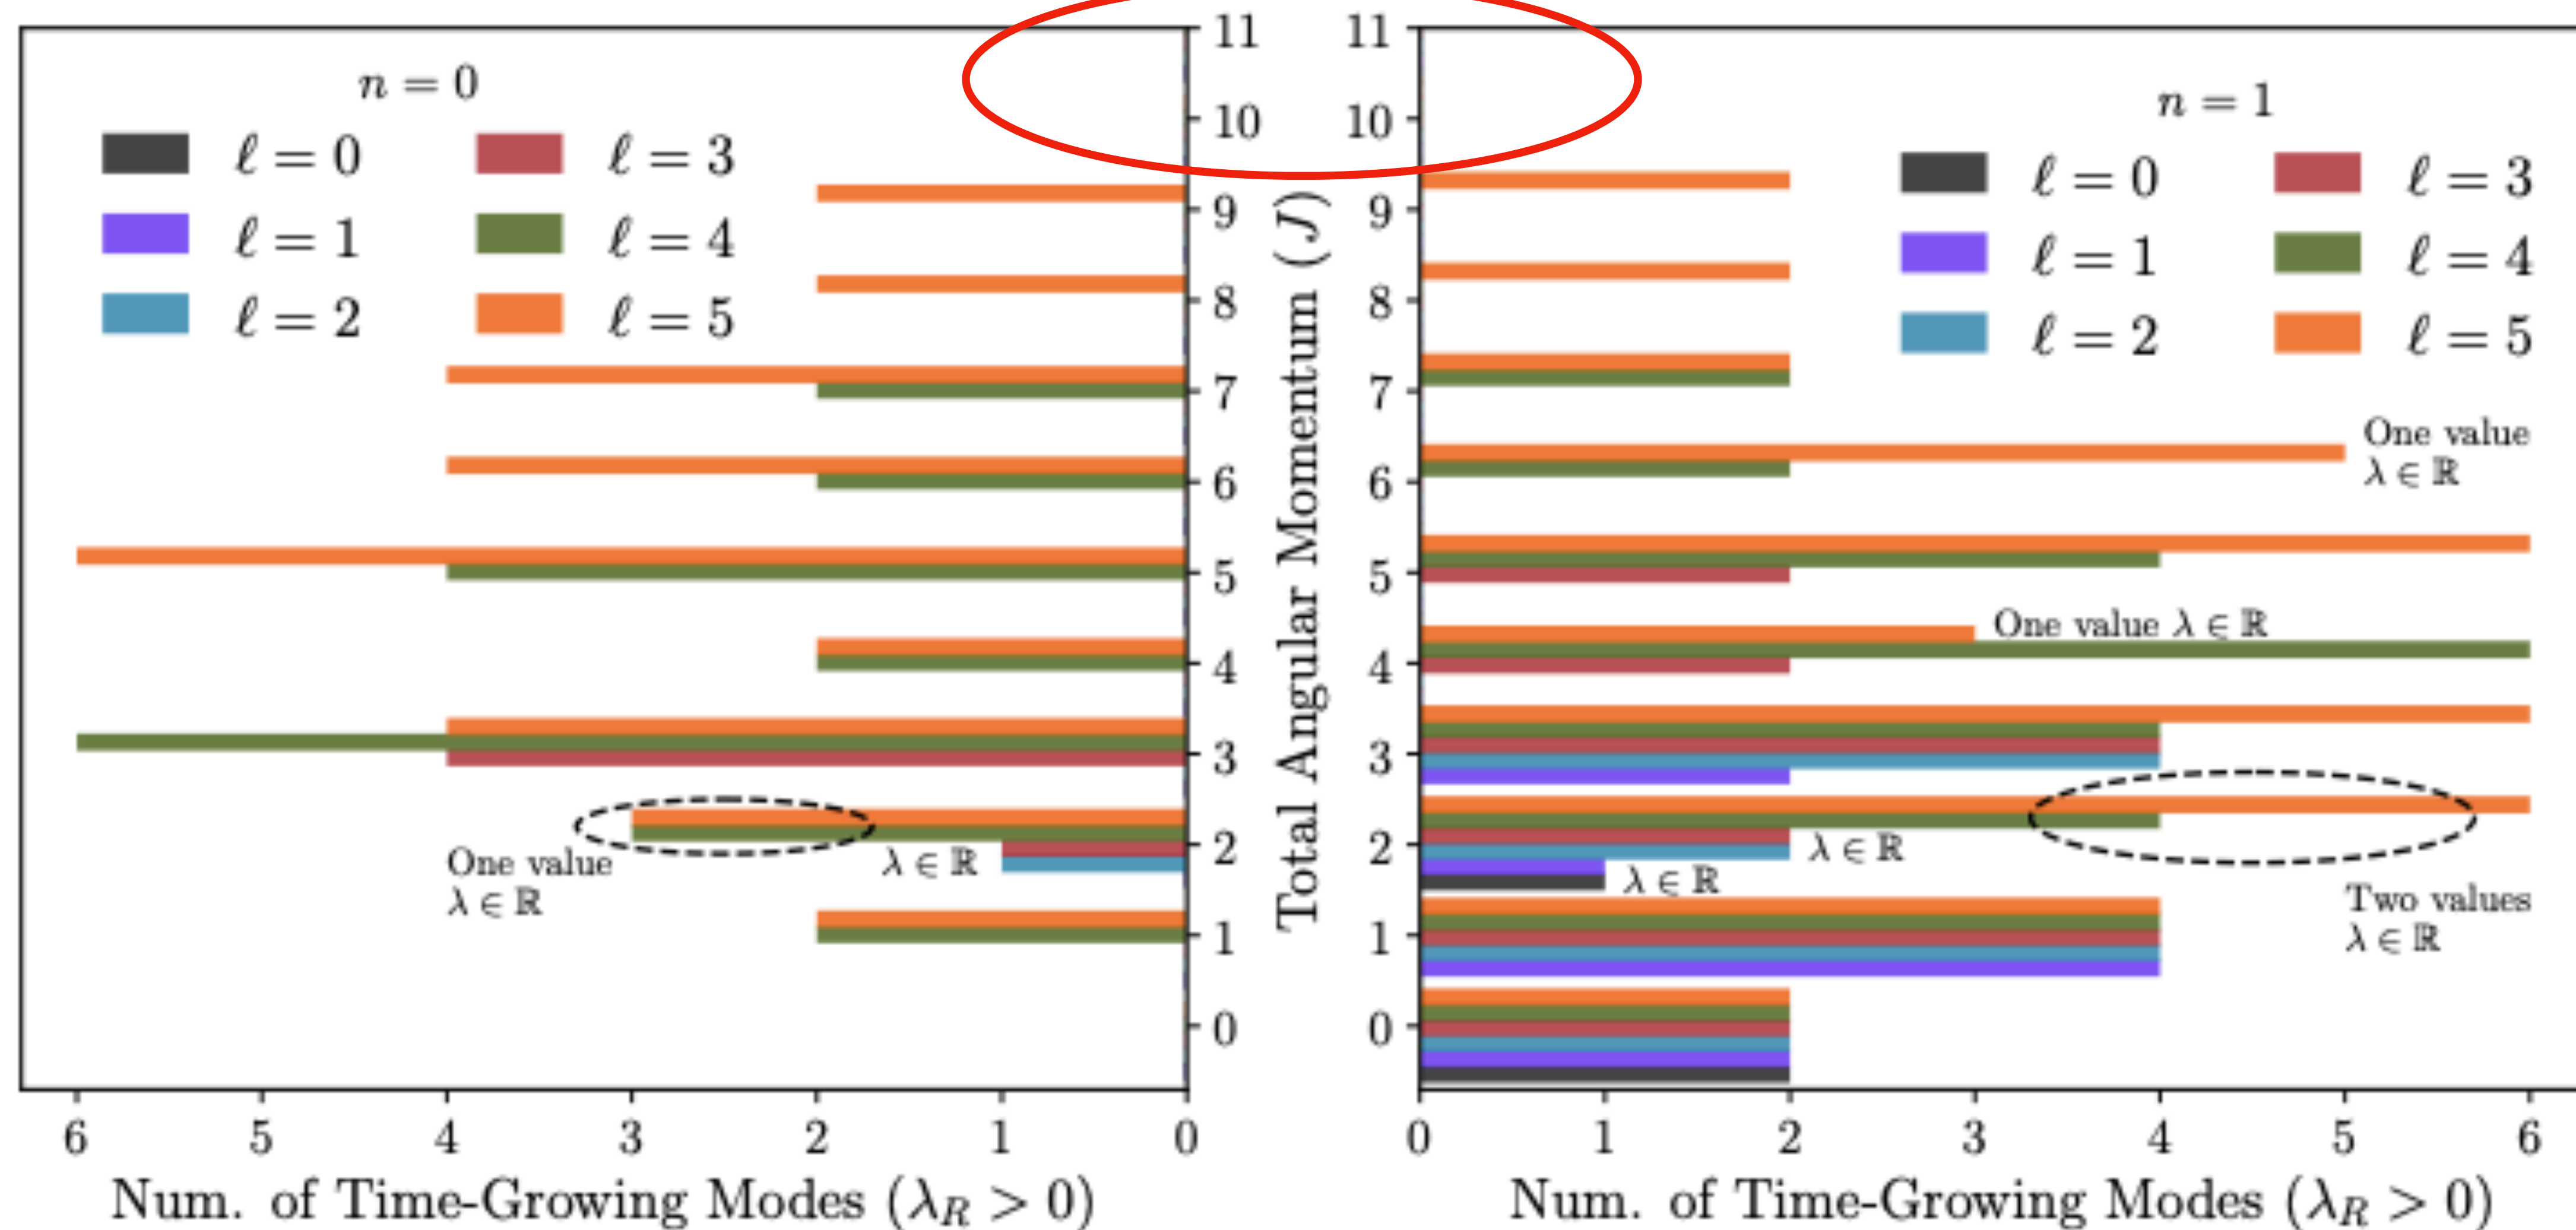 n = 0
ℓ = 0
ℓ = 3
ℓ = 1
ℓ = 4
ℓ = 2
ℓ = 5
One value
λ ∈ ℝ
λ ∈ ℝ
11
10
9
8
7
6
5
4
3
2
1
0
6
5
4
3
2
1
0
Num. of Time-Growing Modes (λ_R > 0)
Total Angular Momentum (J)
11
10
9
8
7
6
5
4
3
2
1
0
n = 1
ℓ = 0
ℓ = 3
ℓ = 1
ℓ = 4
ℓ = 2
ℓ = 5
One value
λ ∈ ℝ
One value λ ∈ ℝ
λ ∈ ℝ
λ ∈ ℝ
Two values
λ ∈ ℝ
0
1
2
3
4
5
6
Num. of Time-Growing Modes (λ_R > 0)